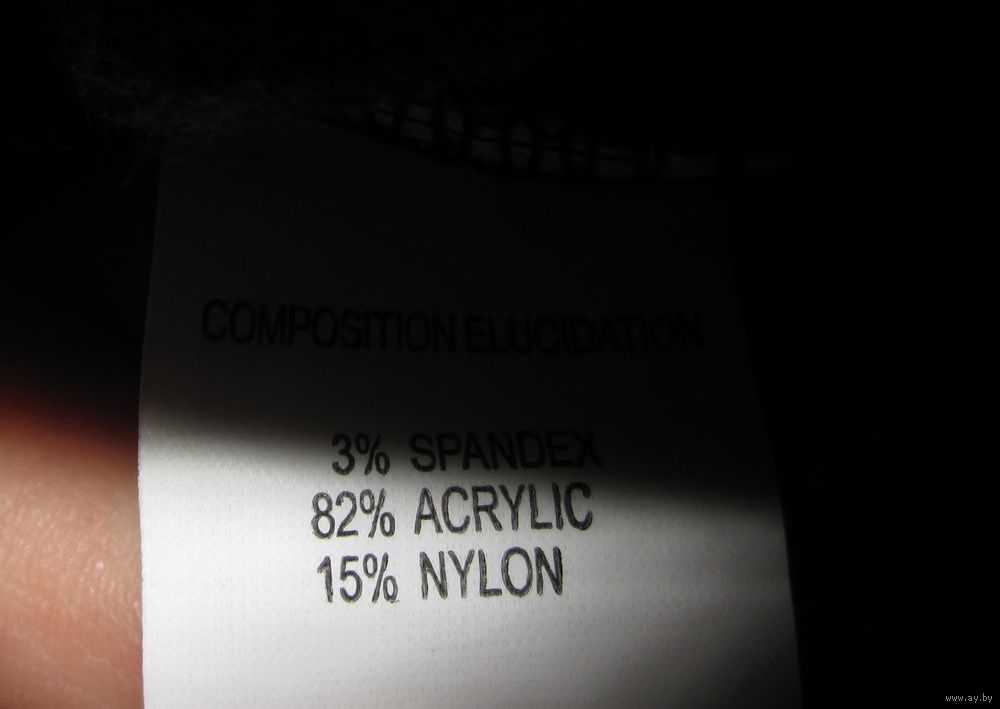 COMPOSITION ELUCIDATION
3% SPANDEX
82% ACRYLIC
15% NYLON
www.ay.by